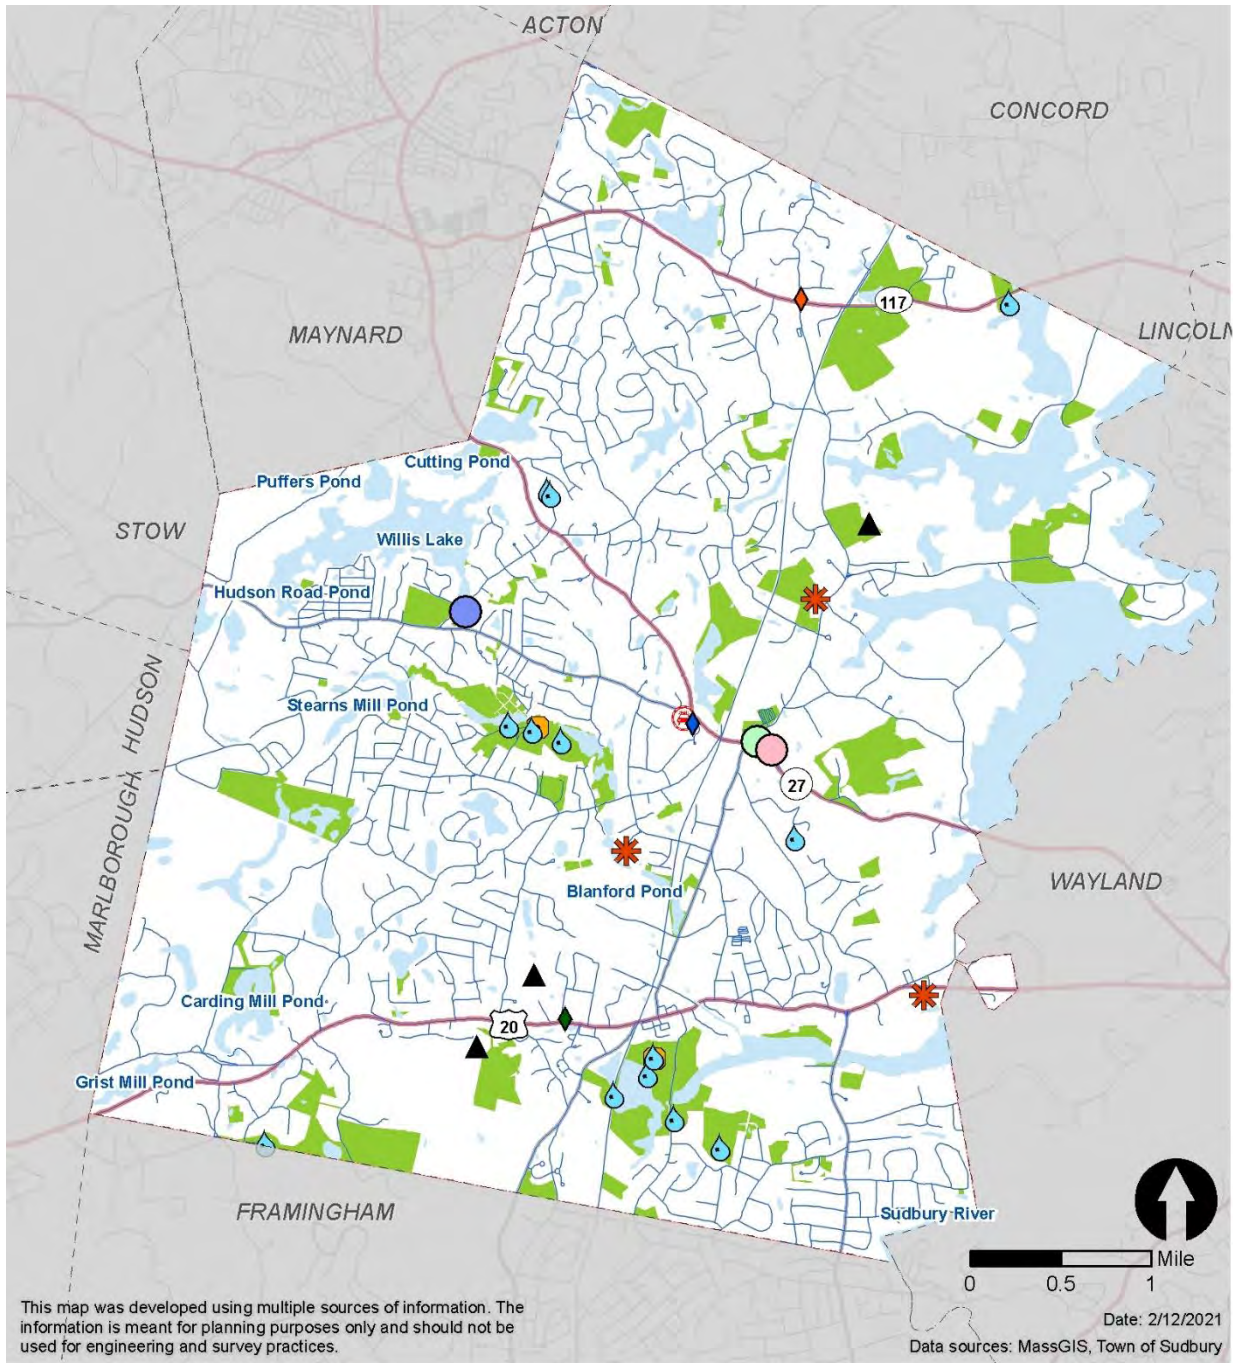 ACTON
CONCORD
117
LINCOLN
MAYNARD
Cutting Pond
Puffers Pond
STOW
Willis Lake
Hudson Road Pond
HUDSON
Stearns Mill Pond
27
MARLBOROUGH
WAYLAND
Blanford Pond
Carding Mill Pond
20
Grist Mill Pond
FRAMINGHAM
Sudbury River
Mile
0 0.5 1
This map was developed using multiple sources of information. The
information is meant for planning purposes only and should not be
used for engineering and survey practices.
Date: 2/12/2021
Data sources: MassGIS, Town of Sudbury